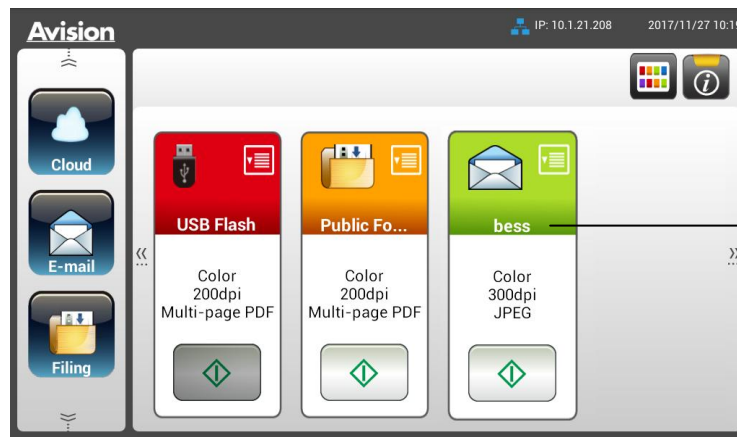 Avision
IP: 10.1.21.208
2017/11/27 10:19
Cloud
E-mail
Filing
USB Flash
Color
200dpi
Multi-page PDF
Public Fo...
Color
200dpi
Multi-page PDF
bess
Color
300dpi
JPEG